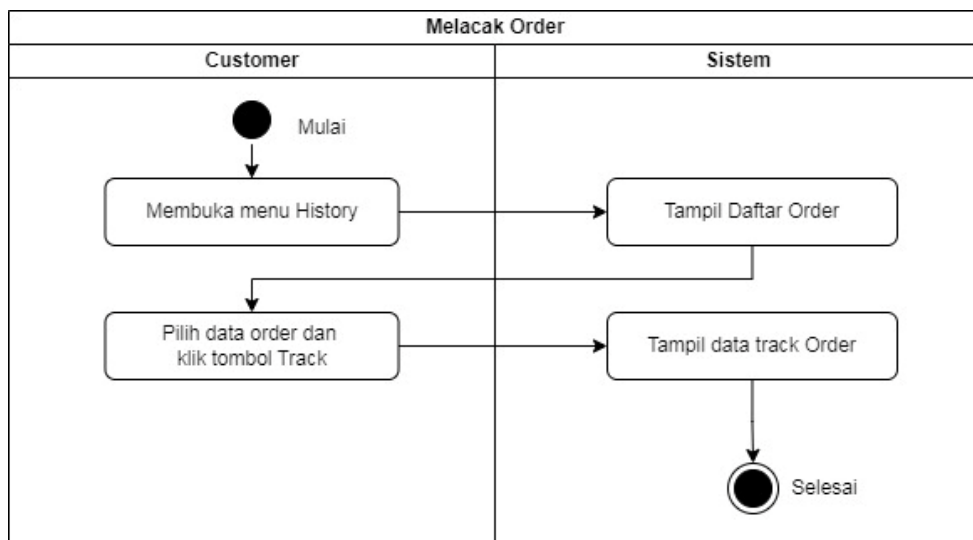 Melacak Order
Customer
Sistem
Mulai
Membuka menu History
Tampil Daftar Order
Pilih data order dan
klik tombol Track
Tampil data track Order
Selesai